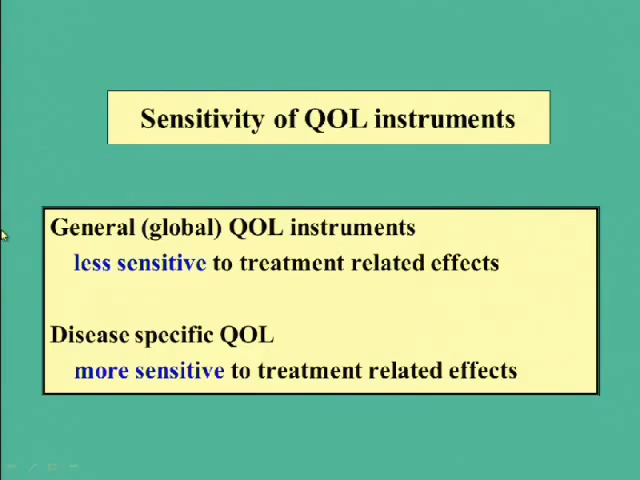 Sensitivity of QOL instruments
General (global) QOL instruments
less sensitive to treatment related effects
Disease specific QOL
more sensitive to treatment related effects